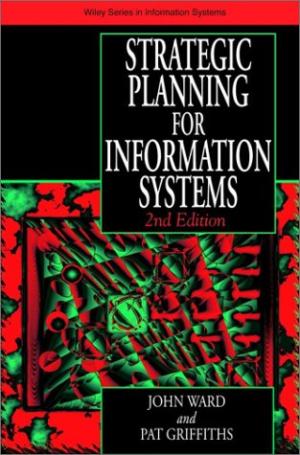 Wiley Series in Information Systems
STRATEGIC
PLANNING
FOR
INFORMATION
SYSTEMS
2nd Edition
JOHN WARD
and
PAT GRIFFITHS